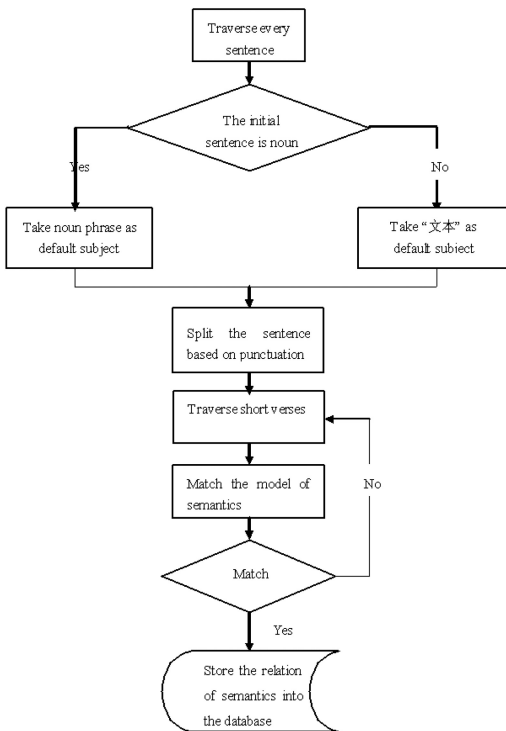 Traverse every
sentence
The initial
sentence is noun
Yes
No
Take noun phrase as
default subject
Take “文本” as
default subject
Split the sentence
based on punctuation
Traverse short verses
Match the model of
semantics
No
Match
Yes
Store the relation
of semantics into
the database